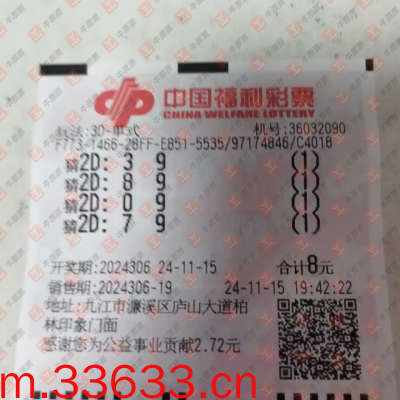 中国福利彩票
CHINA WELFARE LOTTERY
玩法:3D-单式 机号:36032090
F773-1466-28FF-E851-5535/97174846/C4018
猜2D: 3 9 (1)
猜2D: 8 9 (1)
猜2D: 0 9 (1)
猜2D: 7 9 (1)
开奖期:2024306 24-11-15 合计8元
销售期:2024306-19 24-11-15 19:42:22
地址:九江市濂溪区庐山大道柏
林印象门面
感谢您为公益事业贡献2.72元
m.33633.cn